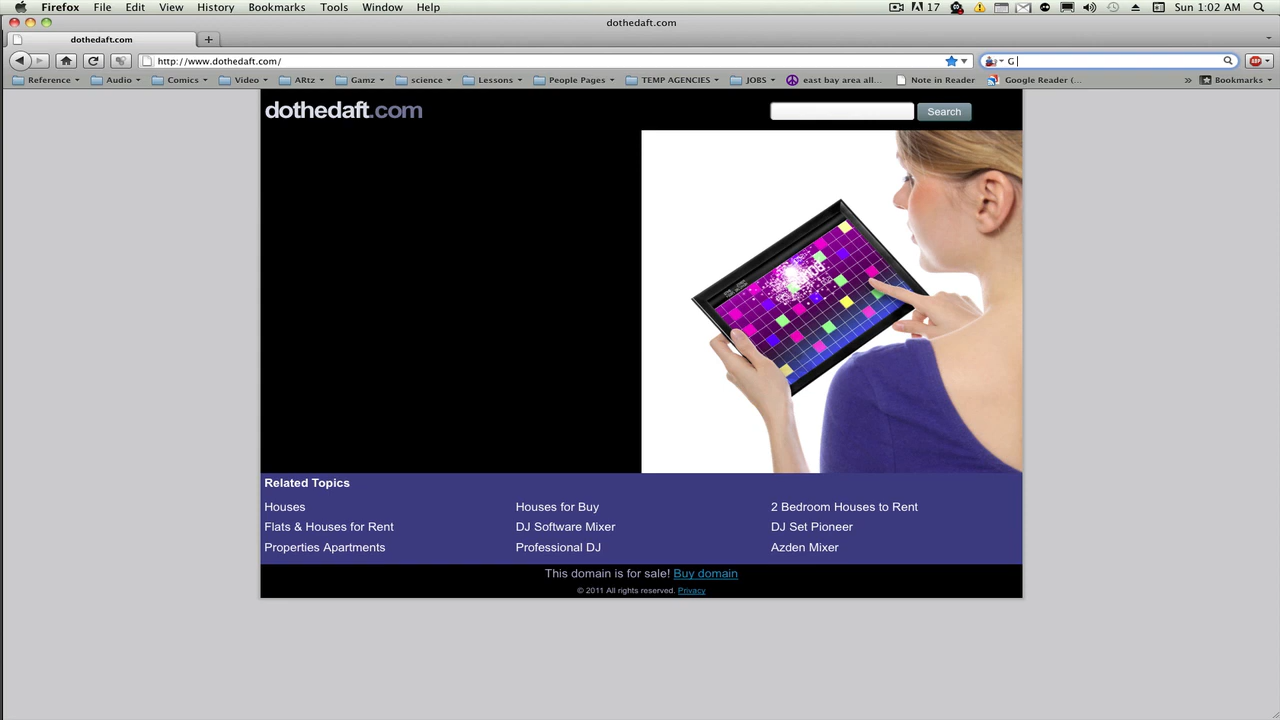 Firefox File Edit View History Bookmarks Tools Window Help 17 Sun 1:02 AM
dothedaft.com
dothedaft.com
http://www.dothedaft.com/ G
Reference Audio Comics Video ARtz Gamz science Lessons People Pages TEMP AGENCIES JOBS east bay area all... Note in Reader Google Reader (... » Bookmarks
dothedaft.com Search
Related Topics
Houses Houses for Buy 2 Bedroom Houses to Rent
Flats & Houses for Rent DJ Software Mixer DJ Set Pioneer
Properties Apartments Professional DJ Azden Mixer
This domain is for sale! Buy domain
© 2011 All rights reserved. Privacy